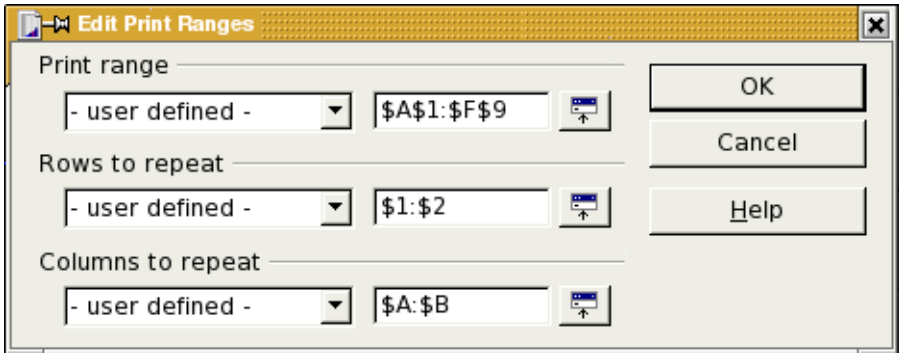 Edit Print Ranges
Print range
- user defined -
$A$1:$F$9
OK
Cancel
Rows to repeat
- user defined -
$1:$2
Help
Columns to repeat
- user defined -
$A:$B